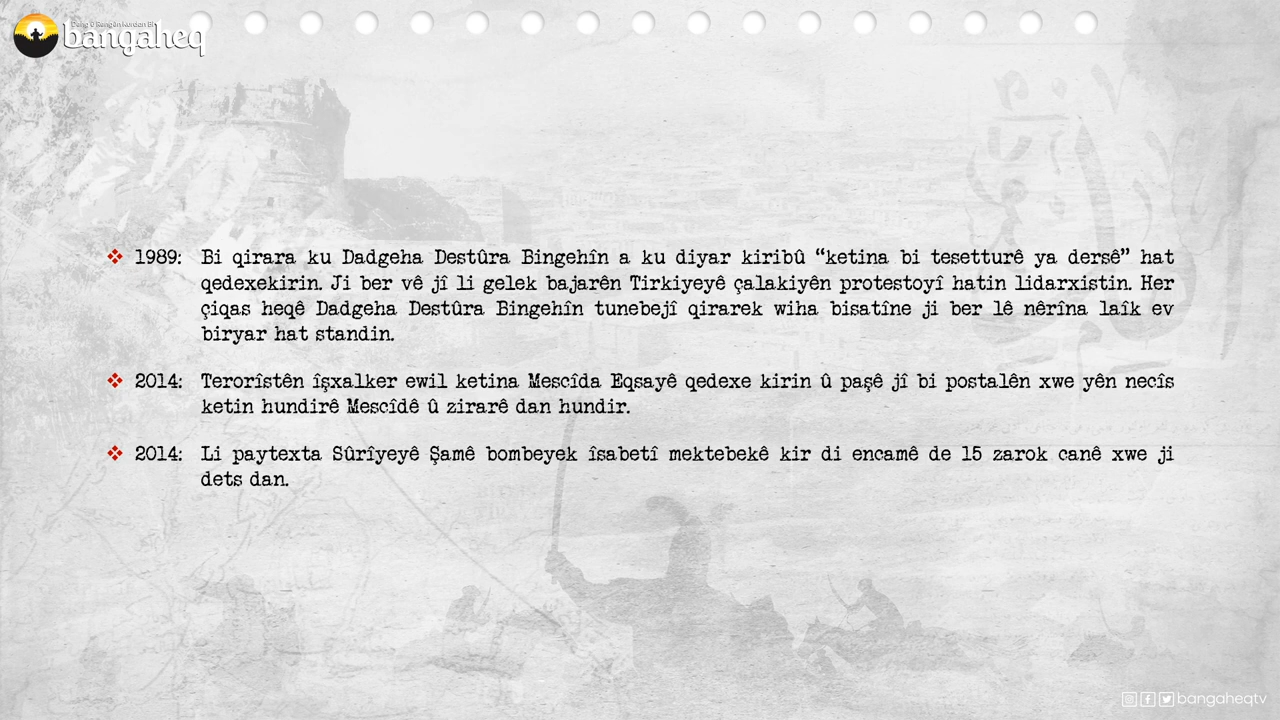 Deng û Rengên Kurdan Bi
bangaheq
❖ 1989: Bi qirara ku Dadgeha Destûra Bingehîn a ku diyar kiribû “ketina bi tesetturê ya dersê” hat
qedexekirin. Ji ber vê jî li gelek bajarên Tirkiyeyê çalakiyên protestoyî hatin lidarxistin. Her
çiqas heqê Dadgeha Destûra Bingehîn tunebejî qirarek wiha bisatîne ji ber lê nêrîna laîk ev
biryar hat standin.
❖ 2014: Terorîstên îşxalker ewil ketina Mescîda Eqsayê qedexe kirin û paşê jî bi postalên xwe yên necîs
ketin hundirê Mescîdê û zirarê dan hundir.
❖ 2014: Li paytexta Sûrîyeyê Şamê bombeyek îsabetî mektebekê kir di encamê de 15 zarok canê xwe ji
dets dan.
bangaheqtv